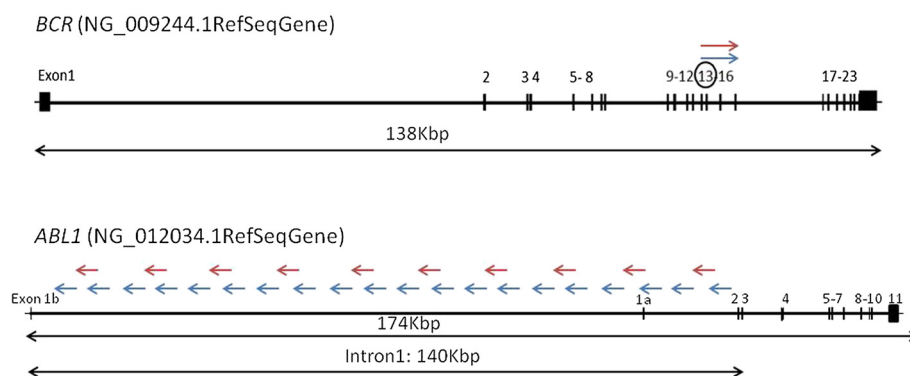 BCR (NG_009244.1RefSeqGene)
Exon1 2 3 4 5- 8 9-12 13-16 17-23
138Kbp
ABL1 (NG_012034.1RefSeqGene)
Exon 1b 1a 2 3 4 5-7 8-10 11
174Kbp
Intron1: 140Kbp